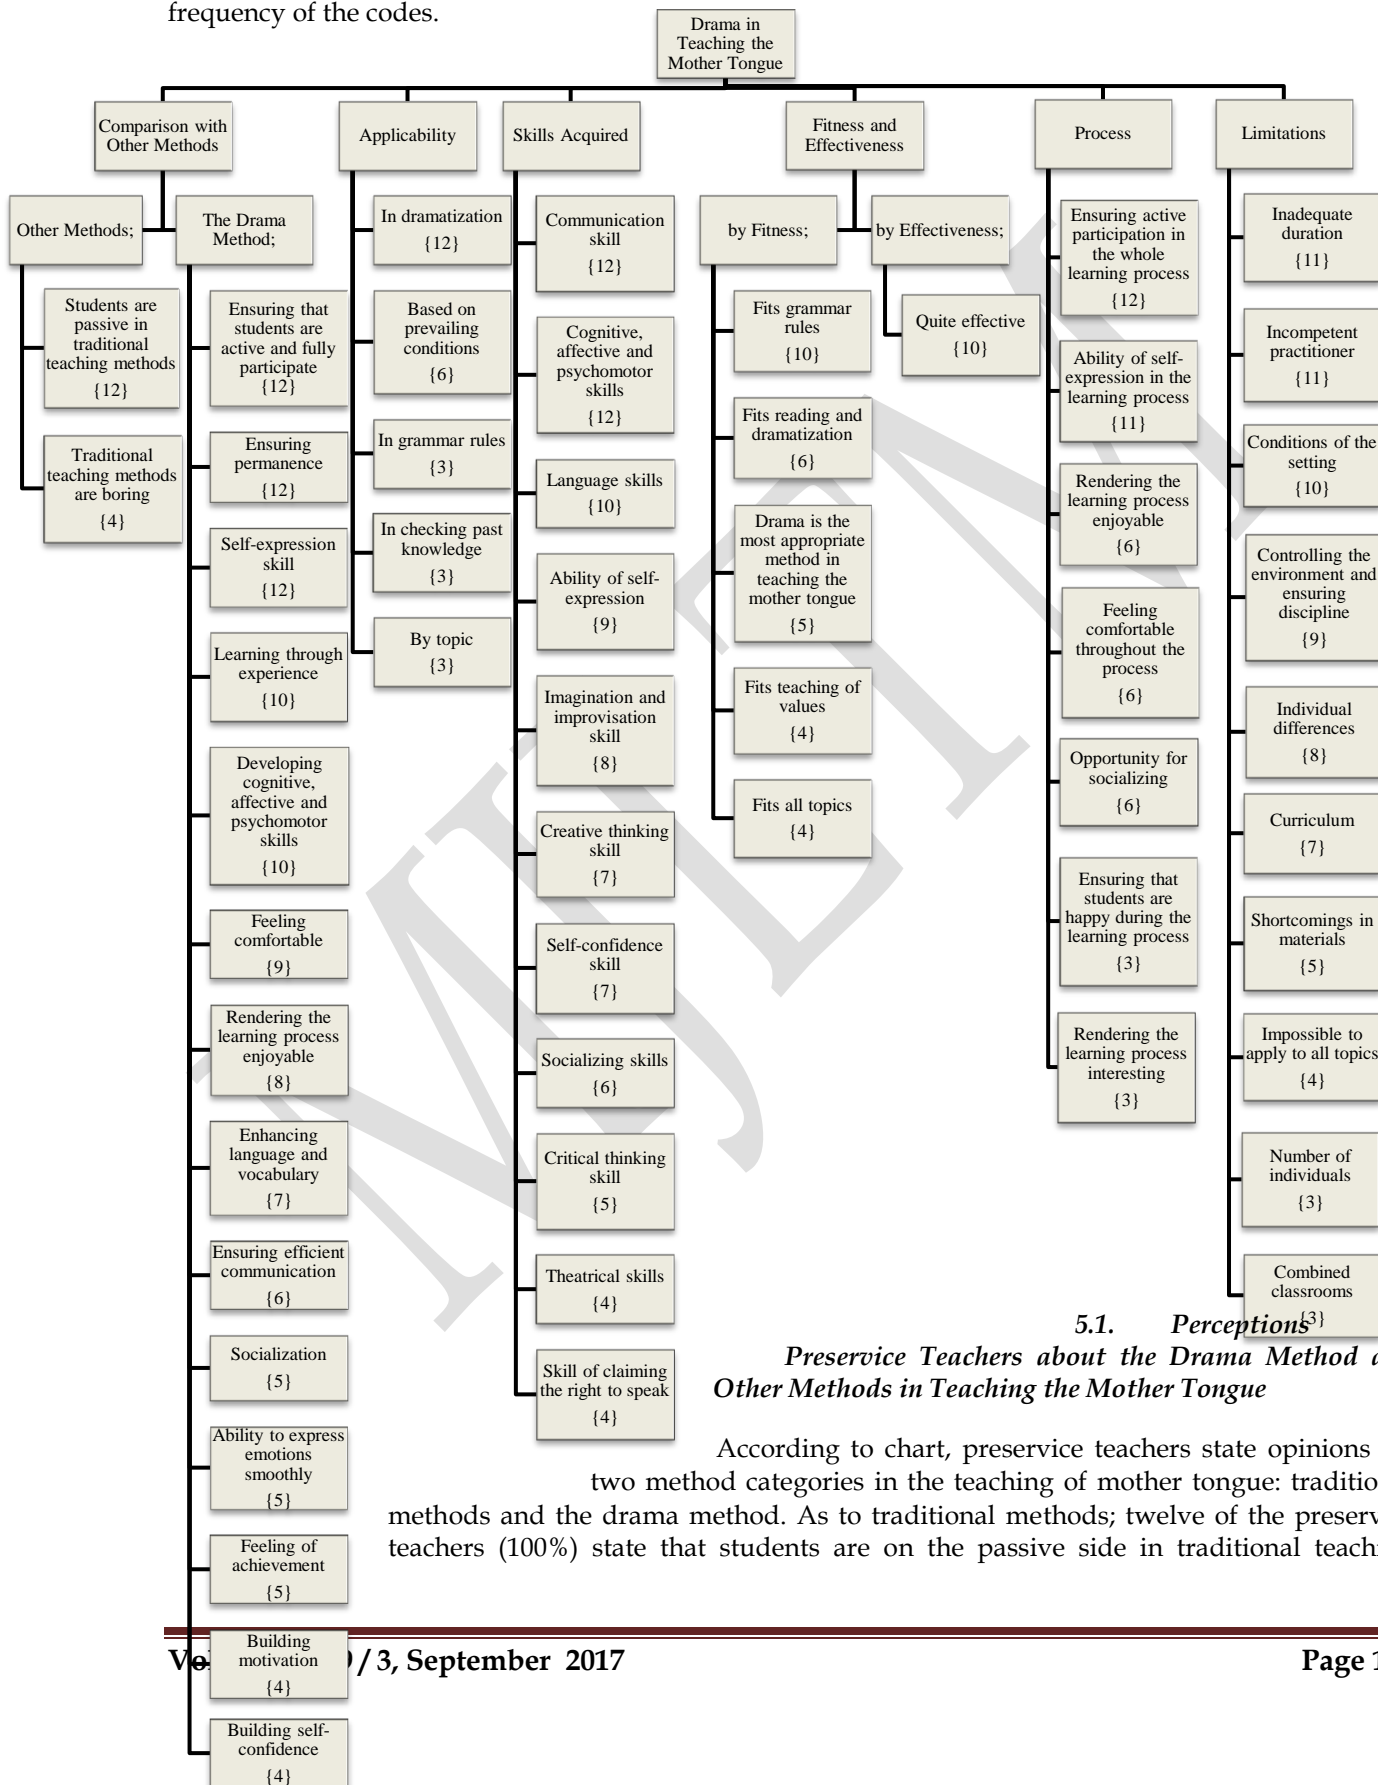 frequency of the codes.
Drama in
Teaching the
Mother Tongue
Comparison with
Other Methods
Other Methods;
Students are
passive in
traditional
teaching methods
{12}
Traditional
teaching methods
are boring
{4}
The Drama
Method;
Ensuring that
students are
active and fully
participate
{12}
Ensuring
permanence
{12}
Self-expression
skill
{12}
Learning through
experience
{10}
Developing
cognitive,
affective and
psychomotor
skills
{10}
Feeling
comfortable
{9}
Rendering the
learning process
enjoyable
{8}
Enhancing
language and
vocabulary
{7}
Ensuring efficient
communication
{6}
Socialization
{5}
Ability to express
emotions
smoothly
{5}
Feeling of
achievement
{5}
Building
motivation
{4}
Building self-
confidence
{4}
Applicability
In dramatization
{12}
Based on
prevailing
conditions
{6}
In grammar rules
{3}
In checking past
knowledge
{3}
By topic
{3}
Skills Acquired
Communication
skill
{12}
Cognitive,
affective and
psychomotor
skills
{12}
Language skills
{10}
Ability of self-
expression
{9}
Imagination and
improvisation
skill
{8}
Creative thinking
skill
{7}
Self-confidence
skill
{7}
Socializing skills
{6}
Critical thinking
skill
{5}
Theatrical skills
{4}
Skill of claiming
the right to speak
{4}
Fitness and
Effectiveness
by Fitness;
Fits grammar
rules
{10}
Fits reading and
dramatization
{6}
Drama is the
most appropriate
method in
teaching the
mother tongue
{5}
Fits teaching of
values
{4}
Fits all topics
{4}
by Effectiveness;
Quite effective
{10}
Process
Ensuring active
participation in
the whole
learning process
{12}
Ability of self-
expression in the
learning process
{11}
Rendering the
learning process
enjoyable
{6}
Feeling
comfortable
throughout the
process
{6}
Opportunity for
socializing
{6}
Ensuring that
students are
happy during the
learning process
{3}
Rendering the
learning process
interesting
{3}
Limitations
Inadequate
duration
{11}
Incompetent
practitioner
{11}
Conditions of the
setting
{10}
Controlling the
environment and
ensuring
discipline
{9}
Individual
differences
{8}
Curriculum
{7}
Shortcomings in
materials
{5}
Impossible to
apply to all topics
{4}
Number of
individuals
{3}
Combined
classrooms
{3}
MJLTM
5.1. Perceptions
Preservice Teachers about the Drama Method
Other Methods in Teaching the Mother Tongue
According to chart, preservice teachers state opinions
two method categories in the teaching of mother tongue:
methods and the drama method. As to traditional methods; twelve of the
teachers (100%) state that students are on the passive side in traditional
/ 3, September 2017
Page